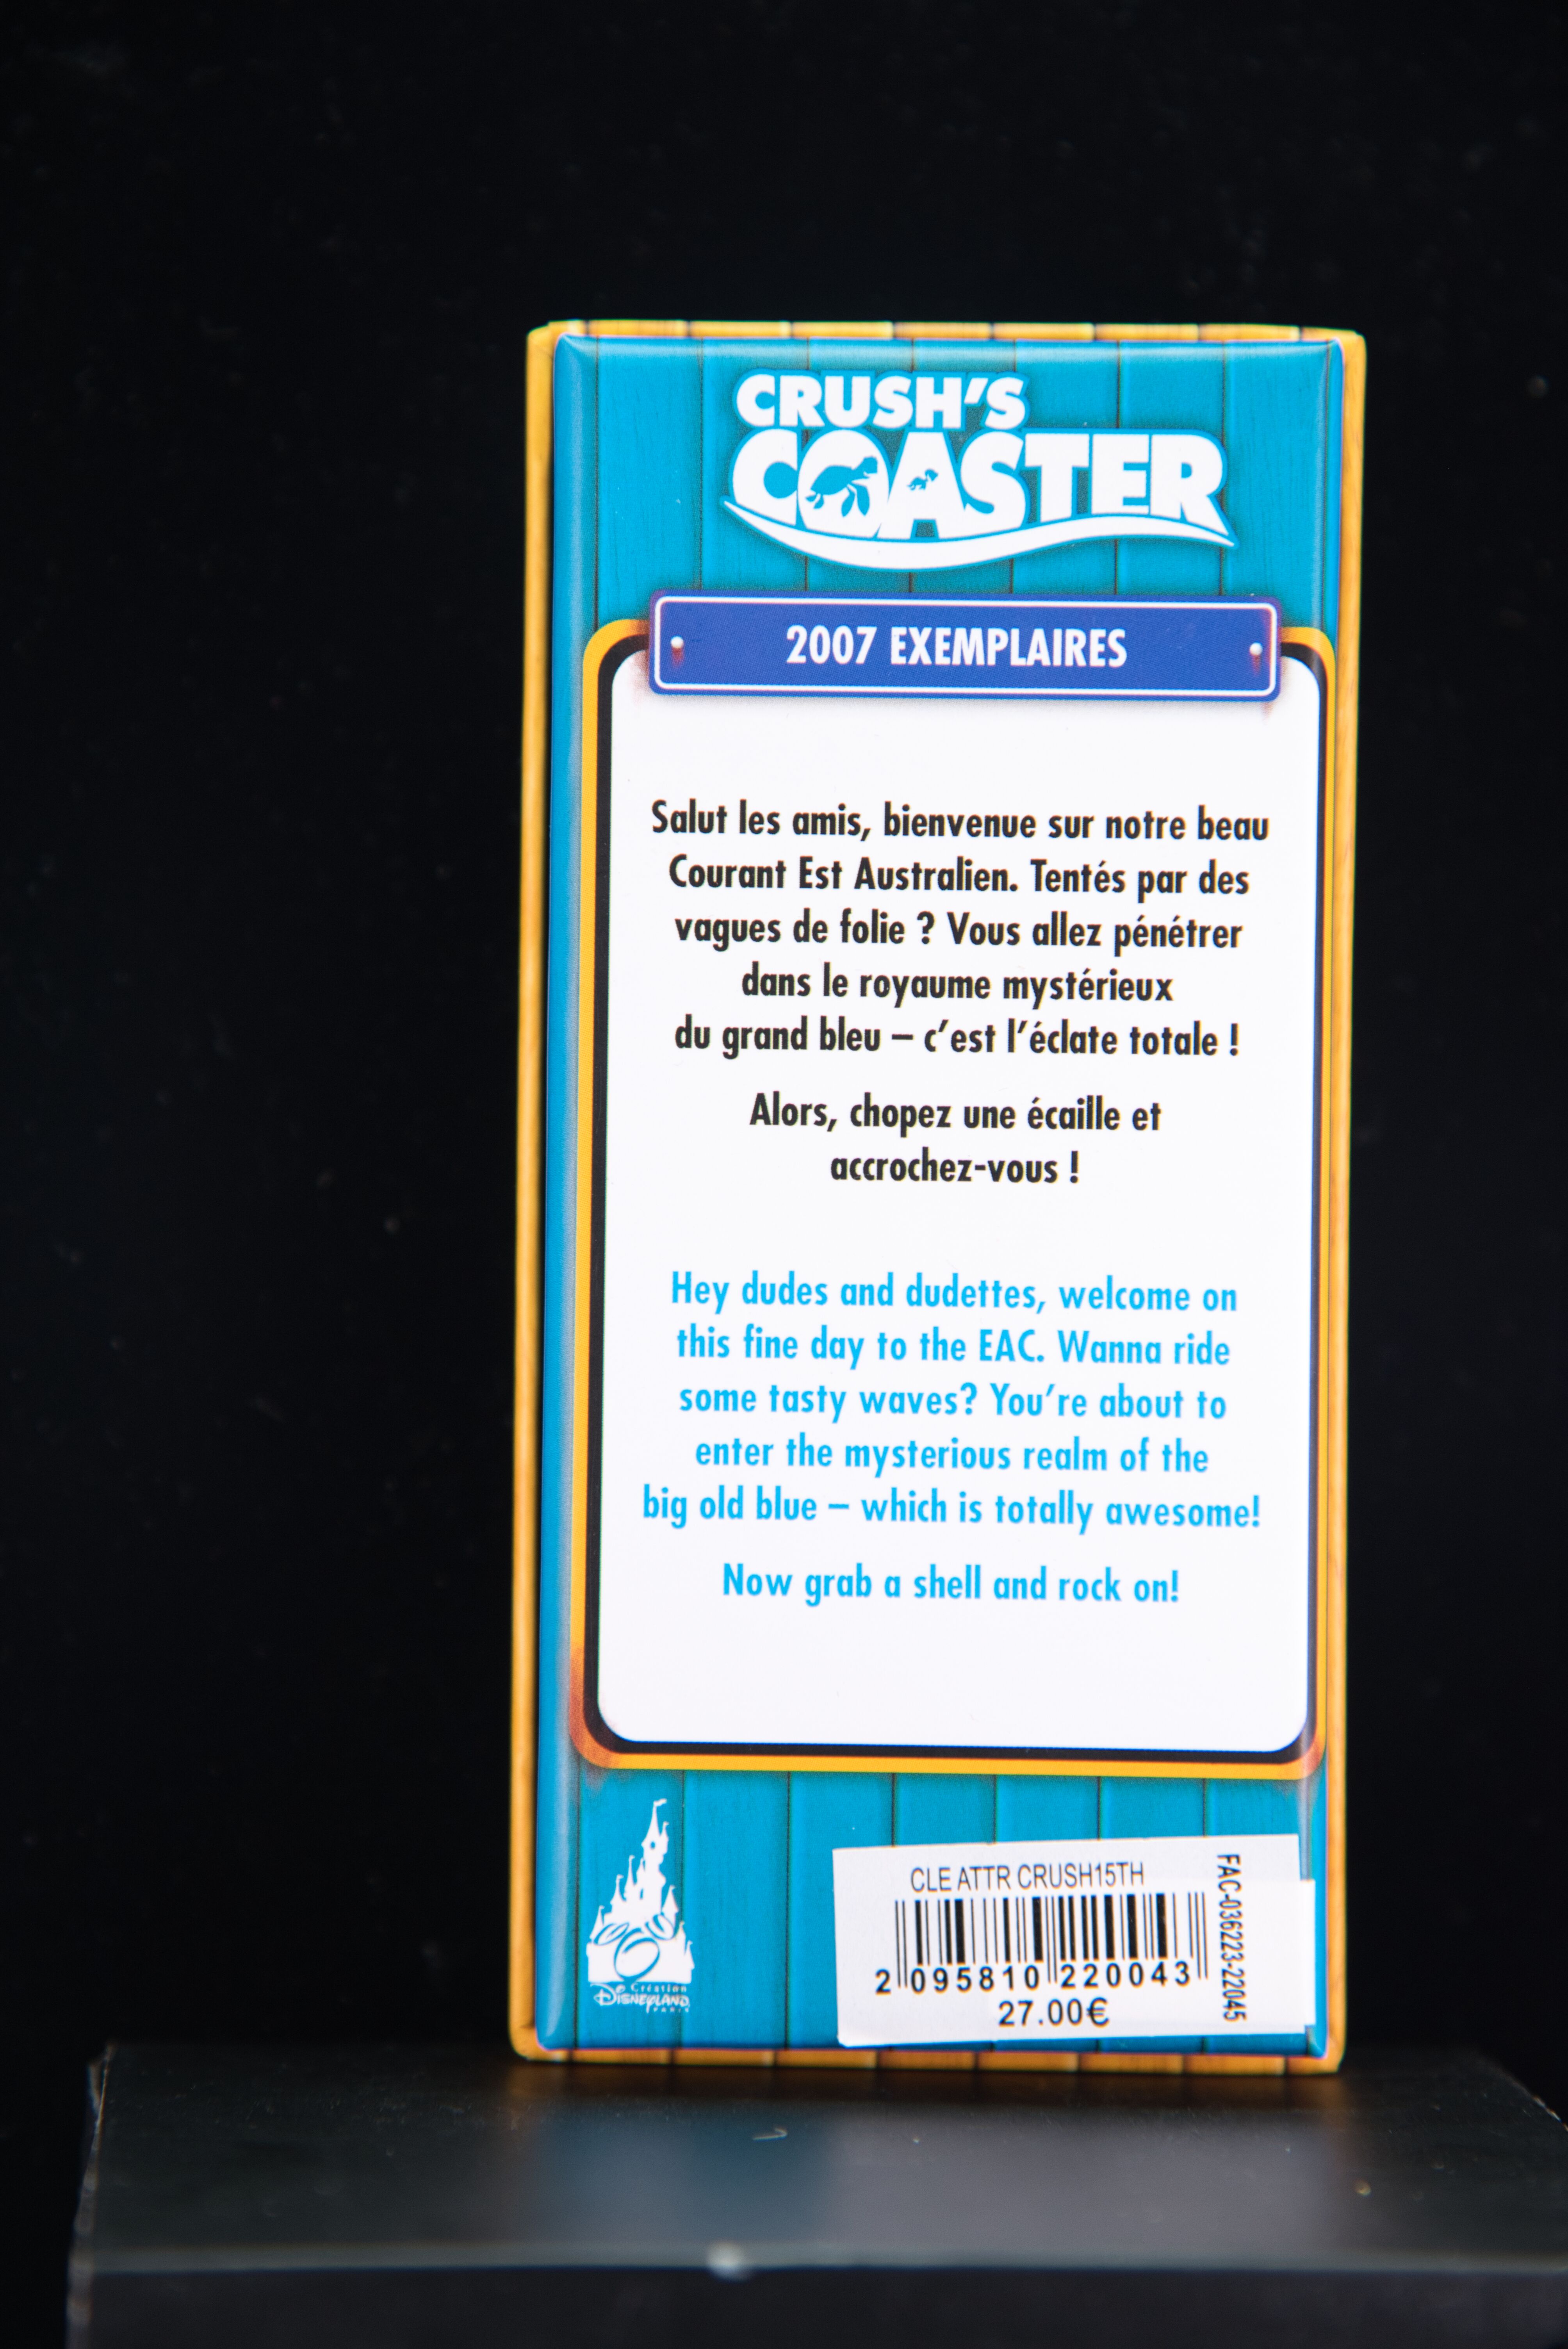 CRUSH'S
COASTER
2007 EXEMPLAIRES
Salut les amis, bienvenue sur notre beau
Courant Est Australien. Tentés par des
vagues de folie ? Vous allez pénétrer
dans le royaume mystérieux
du grand bleu – c'est l'éclate totale !
Alors, chopez une écaille et
accrochez-vous !
Hey dudes and dudettes, welcome on
this fine day to the EAC. Wanna ride
some tasty waves? You're about to
enter the mysterious realm of the
big old blue – which is totally awesome!
Now grab a shell and rock on!
Création
DISNEYLAND
PARIS
CLE ATTR CRUSH15TH
2 095810 220043
27.00€
FAC-036223-22045